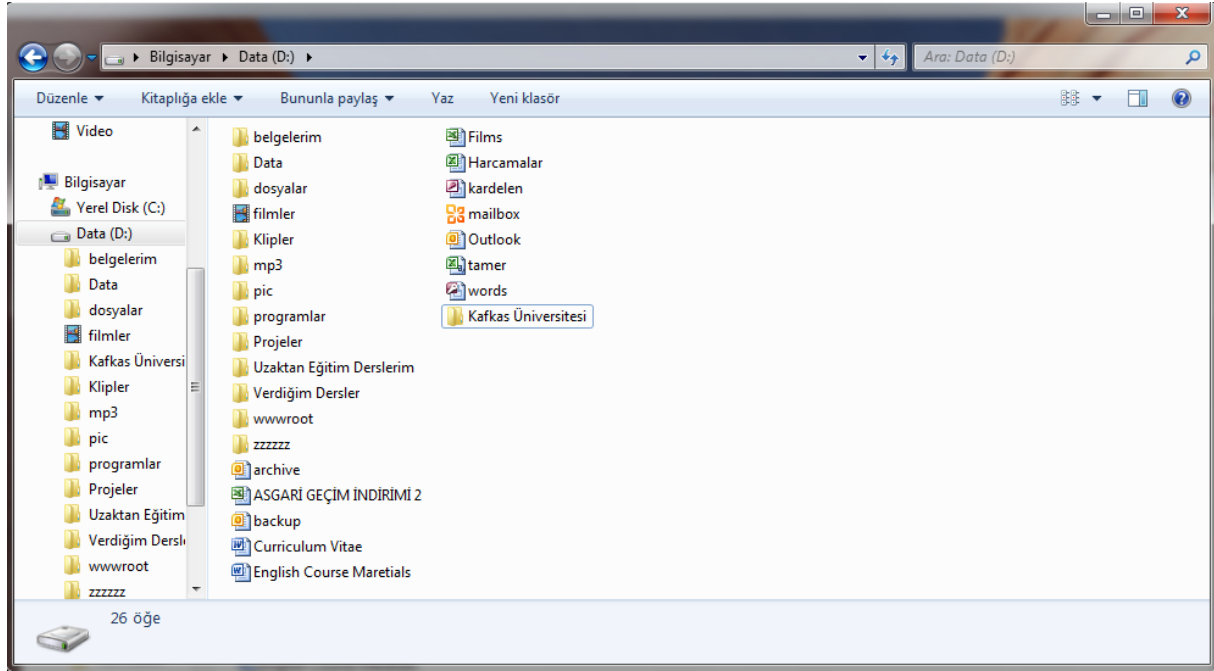 Bilgisayar Data (D:)
Ara: Data (D:)
Düzenle Kitaplığa ekle Bununla paylaş Yaz Yeni klasör
Video
Bilgisayar
Yerel Disk (C:)
Data (D:)
belgelerim
Data
dosyalar
filmler
Kafkas Üniversi
Klipler
mp3
pic
programlar
Projeler
Uzaktan Eğitim
Verdiğim Dersl
wwwroot
zzzzzz
belgelerim
Data
dosyalar
filmler
Klipler
mp3
pic
programlar
Projeler
Uzaktan Eğitim Derslerim
Verdiğim Dersler
wwwroot
zzzzzz
archive
ASGARİ GEÇİM İNDİRİMİ 2
backup
Curriculum Vitae
English Course Maretials
Films
Harcamalar
kardelen
mailbox
Outlook
tamer
words
Kafkas Üniversitesi
26 öğe